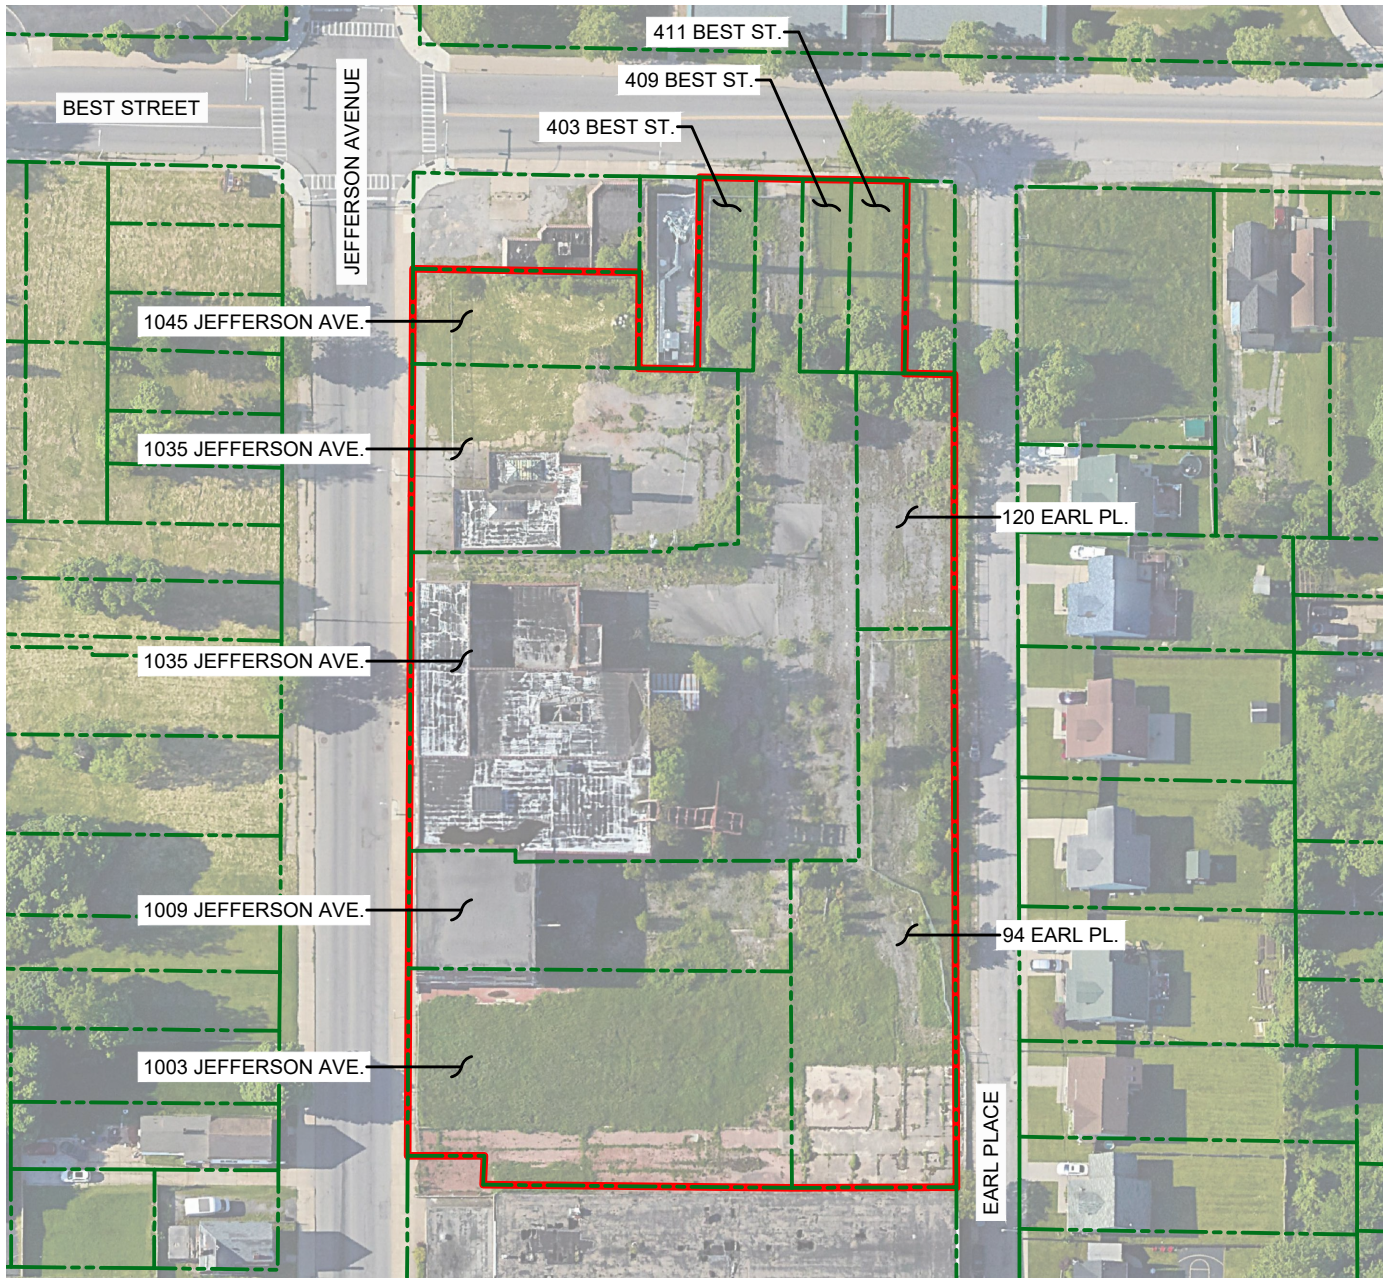 411 BEST ST.
409 BEST ST.
403 BEST ST.
BEST STREET
JEFFERSON AVENUE
1045 JEFFERSON AVE.
1035 JEFFERSON AVE.
120 EARL PL.
1035 JEFFERSON AVE.
1009 JEFFERSON AVE.
94 EARL PL.
1003 JEFFERSON AVE.
EARL PLACE